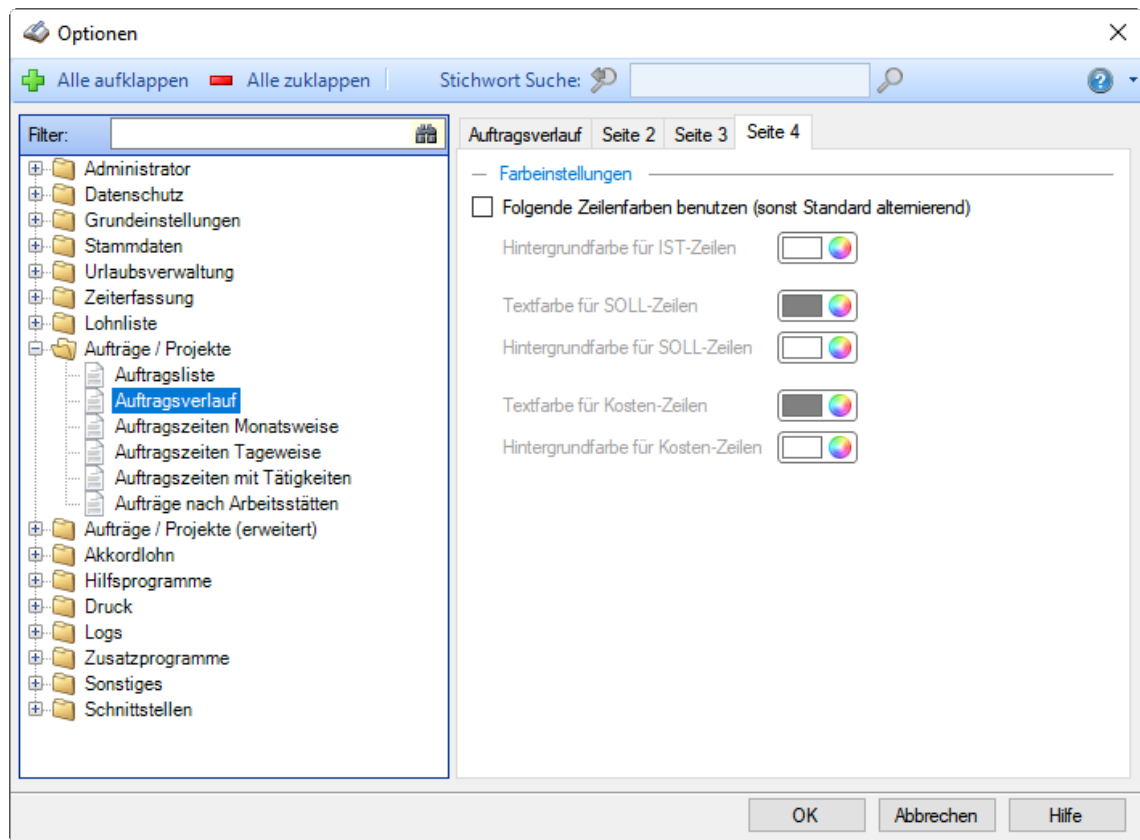 Optionen
Alle aufklappen Alle zuklappen Stichwort Suche:
Filter:
Administrator
Datenschutz
Grundeinstellungen
Stammdaten
Urlaubsverwaltung
Zeiterfassung
Lohnliste
Aufträge / Projekte
Auftragsliste
Auftragsverlauf
Auftragszeiten Monatsweise
Auftragszeiten Tageweise
Auftragszeiten mit Tätigkeiten
Aufträge nach Arbeitsstätten
Aufträge / Projekte (erweitert)
Akkordlohn
Hilfsprogramme
Druck
Logs
Zusatzprogramme
Sonstiges
Schnittstellen
Auftragsverlauf Seite 2 Seite 3 Seite 4
Farbeinstellungen
Folgende Zeilenfarben benutzen (sonst Standard alternierend)
Hintergrundfarbe für IST-Zeilen
Textfarbe für SOLL-Zeilen
Hintergrundfarbe für SOLL-Zeilen
Textfarbe für Kosten-Zeilen
Hintergrundfarbe für Kosten-Zeilen
OK Abbrechen Hilfe